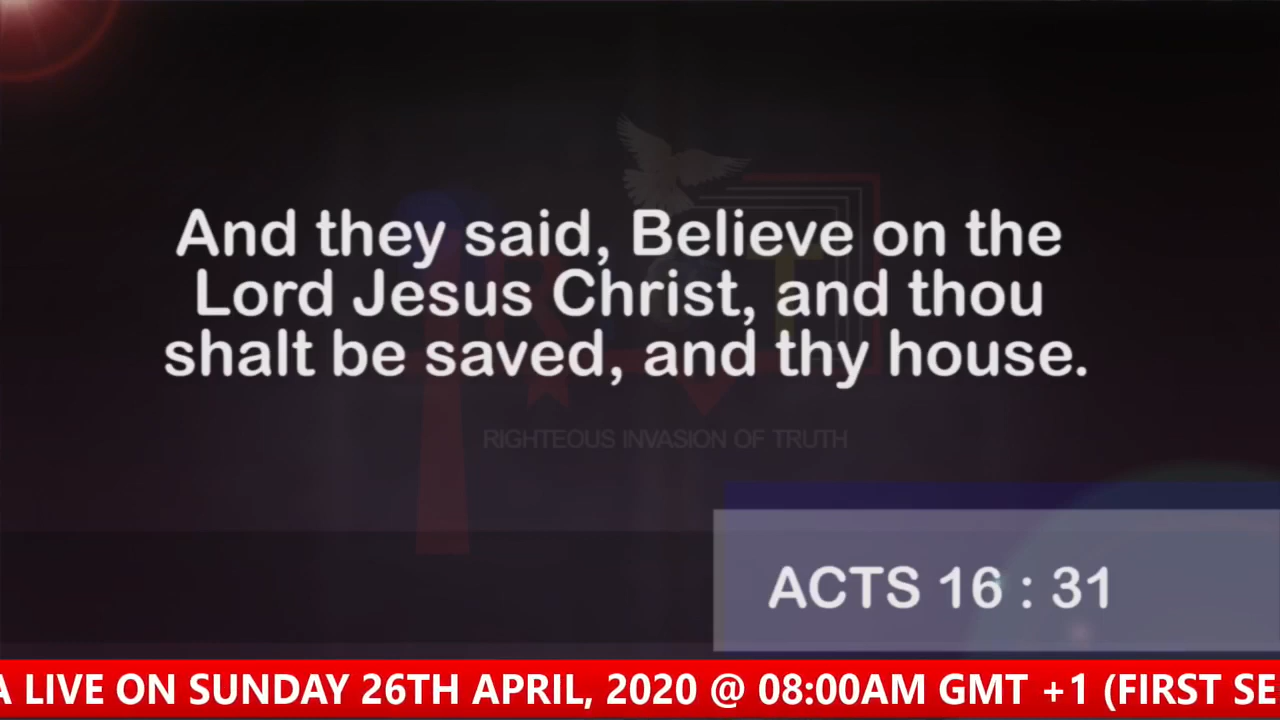 And they said, Believe on the
Lord Jesus Christ, and thou
shalt be saved, and thy house.
RIGHTEOUS INVASION OF TRUTH
ACTS 16 : 31
A LIVE ON SUNDAY 26TH APRIL, 2020 @ 08:00AM GMT +1 (FIRST SE